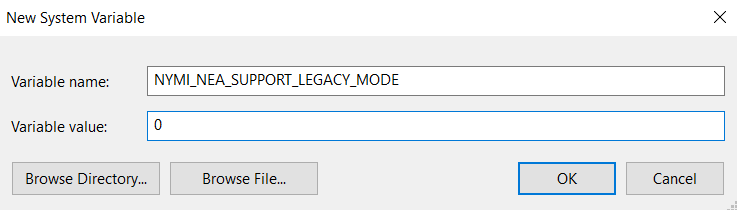 New System Variable
Variable name: NYMI_NEA_SUPPORT_LEGACY_MODE
Variable value: 0
Browse Directory... Browse File... OK Cancel